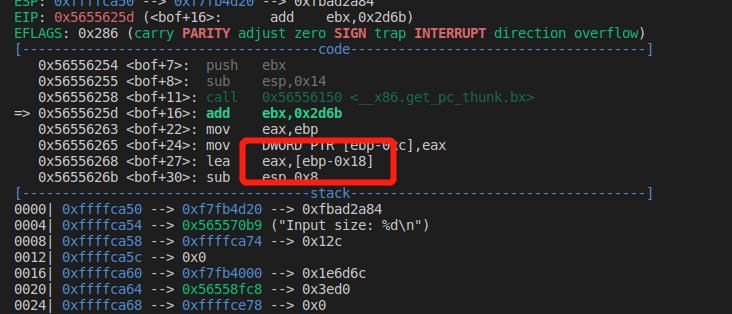 ESP: 0xffffca50 --> 0xf7fb4d20 --> 0xfbad2a84
EIP: 0x5655625d (<bof+16>: add ebx,0x2d6b)
EFLAGS: 0x286 (carry PARITY adjust zero SIGN trap INTERRUPT direction overflow)
[-------------------------------------code-------------------------------------]
0x56556254 <bof+7>: push ebx
0x56556255 <bof+8>: sub esp,0x14
0x56556258 <bof+11>: call 0x56556150 <__x86.get_pc_thunk.bx>
=> 0x5655625d <bof+16>: add ebx,0x2d6b
0x56556263 <bof+22>: mov eax,ebp
0x56556265 <bof+24>: mov DWORD PTR [ebp-0xc],eax
0x56556268 <bof+27>: lea eax,[ebp-0x18]
0x5655626b <bof+30>: sub esp,0x8
[------------------------------------stack-------------------------------------]
0000| 0xffffca50 --> 0xf7fb4d20 --> 0xfbad2a84
0004| 0xffffca54 --> 0x565570b9 ("Input size: %d\n")
0008| 0xffffca58 --> 0xffffca74 --> 0x12c
0012| 0xffffca5c --> 0x0
0016| 0xffffca60 --> 0xf7fb4000 --> 0x1e6d6c
0020| 0xffffca64 --> 0x56558fc8 --> 0x3ed0
0024| 0xffffca68 --> 0xffffce78 --> 0x0